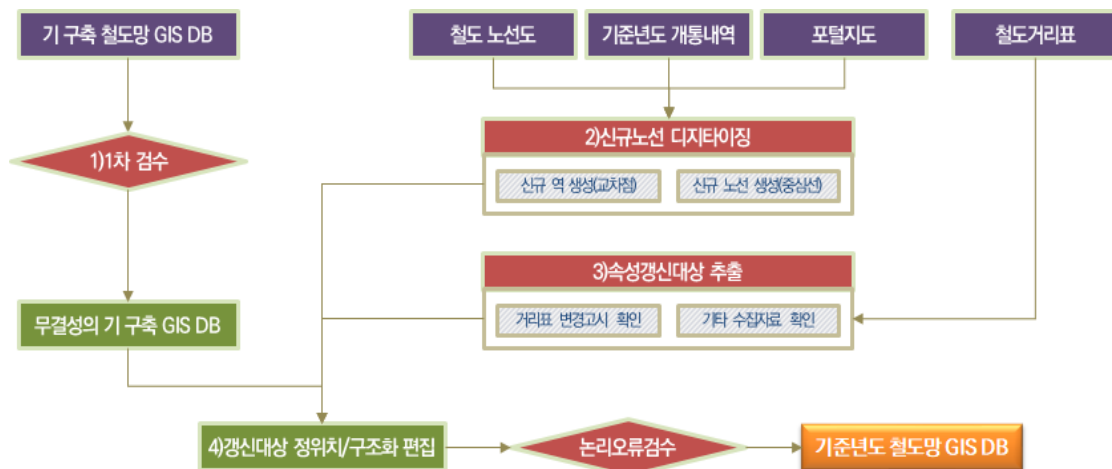 기 구축 철도망 GIS DB
철도 노선도
기준년도 개통내역
포털지도
철도거리표
1)1차 검수
2)신규노선 디지타이징
신규 역 생성(교차점)
신규 노선 생성(중심선)
3)속성갱신대상 추출
거리표 변경고시 확인
기타 수집자료 확인
무결성의 기 구축 GIS DB
4)갱신대상 정위치/구조화 편집
논리오류검수
기준년도 철도망 GIS DB